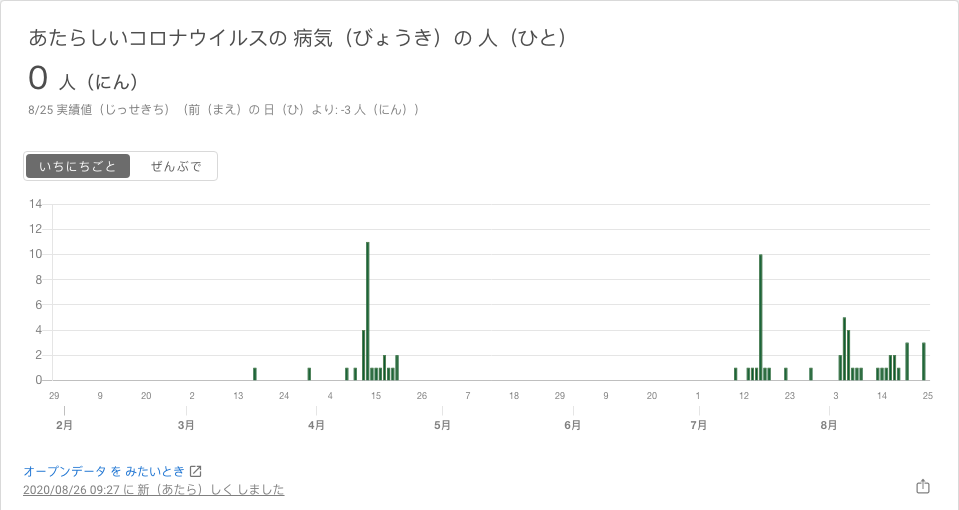 あたらしいコロナウイルスの 病気（びょうき）の 人（ひと）
0 人（にん）
8/25 実績値（じっせきち）（前（まえ）の 日（ひ）より: -3 人（にん））
いちにちごと ぜんぶで
14
12
10
8
6
4
2
0
29 9 20 2 13 24 4 15 26 7 18 29 9 20 1 12 23 3 14 25
2月 3月 4月 5月 6月 7月 8月
オープンデータ を みたいとき
2020/08/26 09:27 に 新（あたら）しく しました